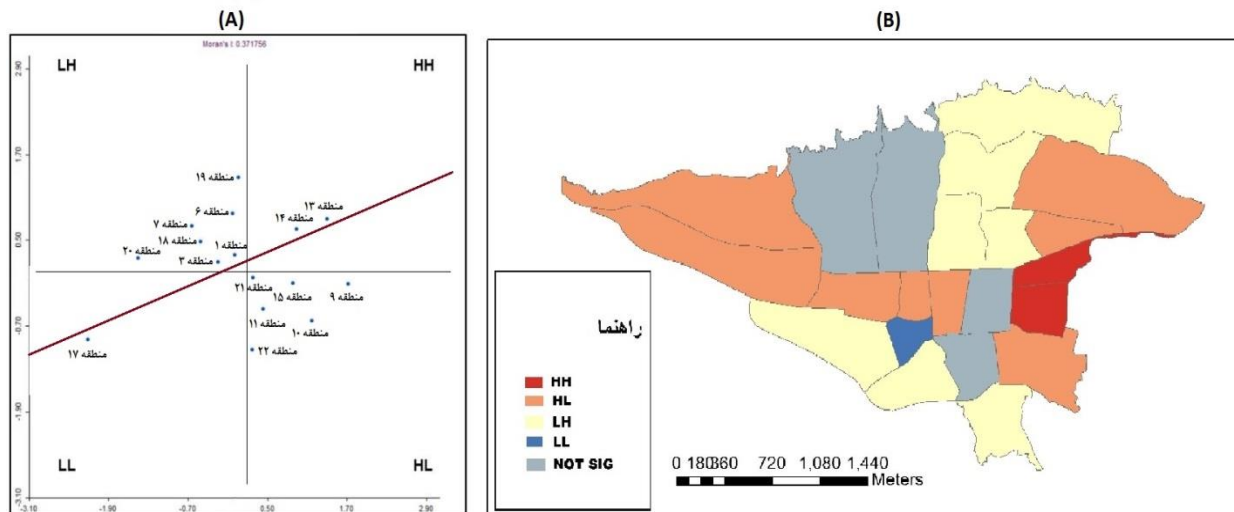 (A)
(B)
Moran's I: 0.371756
LH
HH
2.90
1.70
0.50
-0.70
-1.90
-3.10
منطقه ۱۹
منطقه ۶
منطقه ۷
منطقه ۱۸
منطقه ۲۰
منطقه ۱
منطقه ۳
منطقه ۱۳
منطقه ۱۴
منطقه ۲۱
منطقه ۱۵
منطقه ۹
منطقه ۱۱
منطقه ۱۰
منطقه ۲۲
منطقه ۱۷
LL
HL
-3.10
-1.90
-0.70
0.50
1.70
2.90
راهنما
HH
HL
LH
LL
NOT SIG
0 180360 720 1,080 1,440
Meters